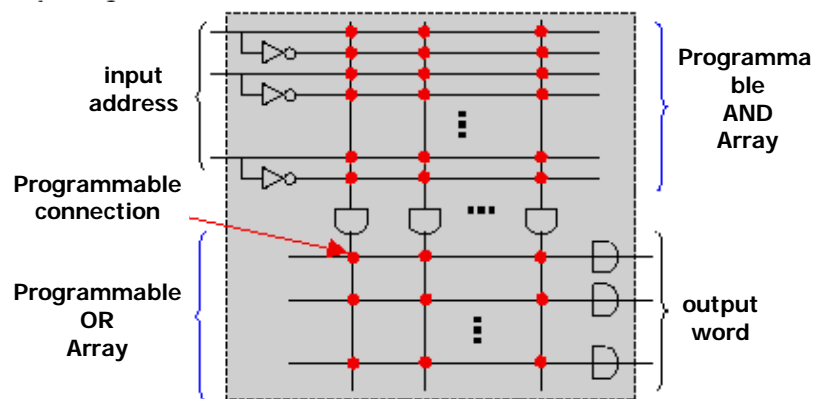 input
address
Programma
ble
AND
Array
Programmable
connection
Programmable
OR
Array
output
word